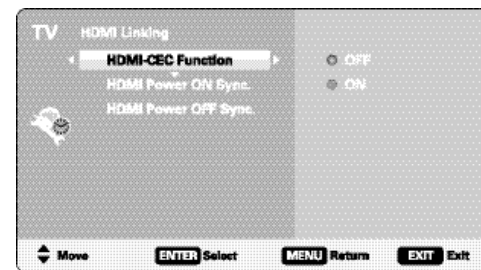 TV HDMI Linking
HDMI-CEC Function OFF
HDMI Power ON Sync. ON
HDMI Power OFF Sync.
Move ENTER Select MENU Return EXIT Exit